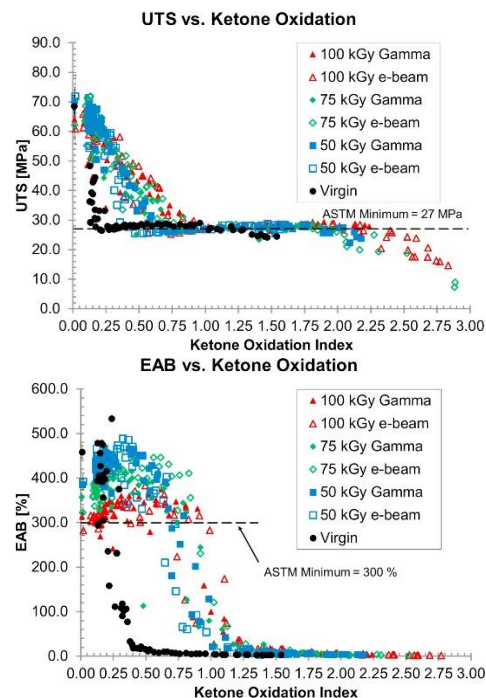 UTS vs. Ketone Oxidation
90.0
80.0
70.0
60.0
50.0
40.0
30.0
20.0
10.0
0.0
UTS [MPa]
100 kGy Gamma
100 kGy e-beam
75 kGy Gamma
75 kGy e-beam
50 kGy Gamma
50 kGy e-beam
Virgin
ASTM Minimum = 27 MPa
0.00 0.25 0.50 0.75 1.00 1.25 1.50 1.75 2.00 2.25 2.50 2.75 3.00
Ketone Oxidation Index
EAB vs. Ketone Oxidation
600.0
500.0
400.0
300.0
200.0
100.0
0.0
EAB [%]
100 kGy Gamma
100 kGy e-beam
75 kGy Gamma
75 kGy e-beam
50 kGy Gamma
50 kGy e-beam
Virgin
ASTM Minimum = 300 %
0.00 0.25 0.50 0.75 1.00 1.25 1.50 1.75 2.00 2.25 2.50 2.75 3.00
Ketone Oxidation Index